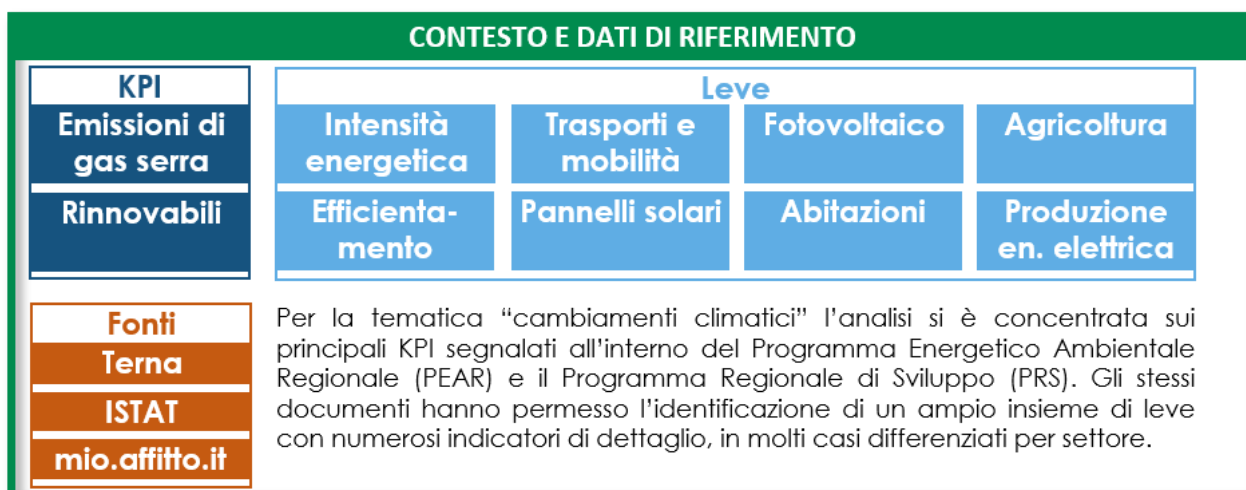 CONTESTO E DATI DI RIFERIMENTO
KPI
Emissioni di
gas serra
Rinnovabili
Leve
Intensità
energetica
Trasporti e
mobilità
Fotovoltaico
Agricoltura
Efficienta-
mento
Pannelli solari
Abitazioni
Produzione
en. elettrica
Fonti
Terna
ISTAT
mio.affitto.it
Per la tematica “cambiamenti climatici” l’analisi si è concentrata sui
principali KPI segnalati all’interno del Programma Energetico Ambientale
Regionale (PEAR) e il Programma Regionale di Sviluppo (PRS). Gli stessi
documenti hanno permesso l’identificazione di un ampio insieme di leve
con numerosi indicatori di dettaglio, in molti casi differenziati per settore.